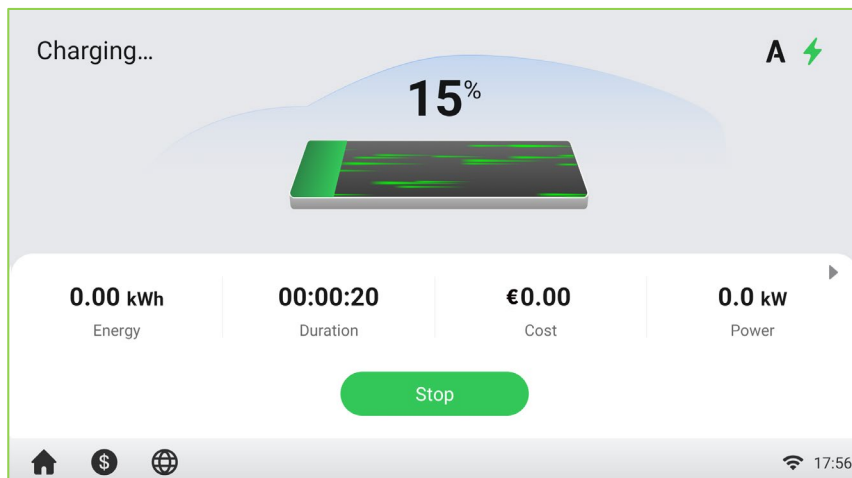 Charging...
A
15%
0.00 kWh
Energy
00:00:20
Duration
€0.00
Cost
0.0 kW
Power
Stop
$
17:56